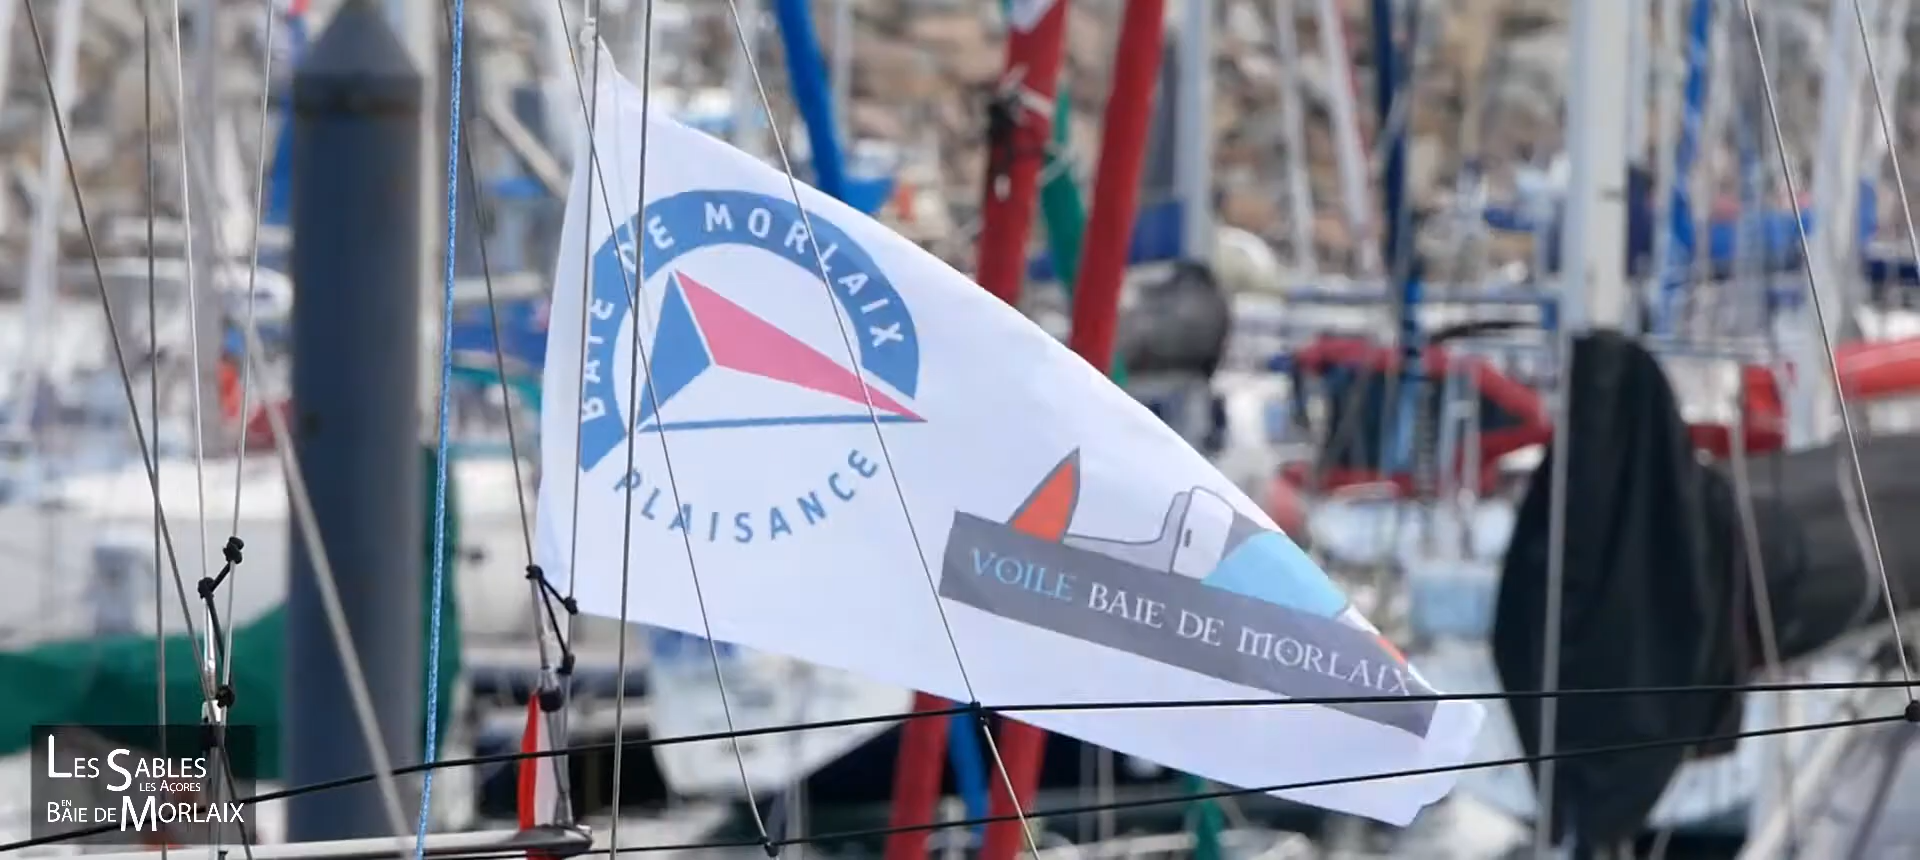 BAIE DE MORLAIX
PLAISANCE
VOILE BAIE DE MORLAIX
LES SABLES
LES AÇORES
EN
BAIE DE MORLAIX